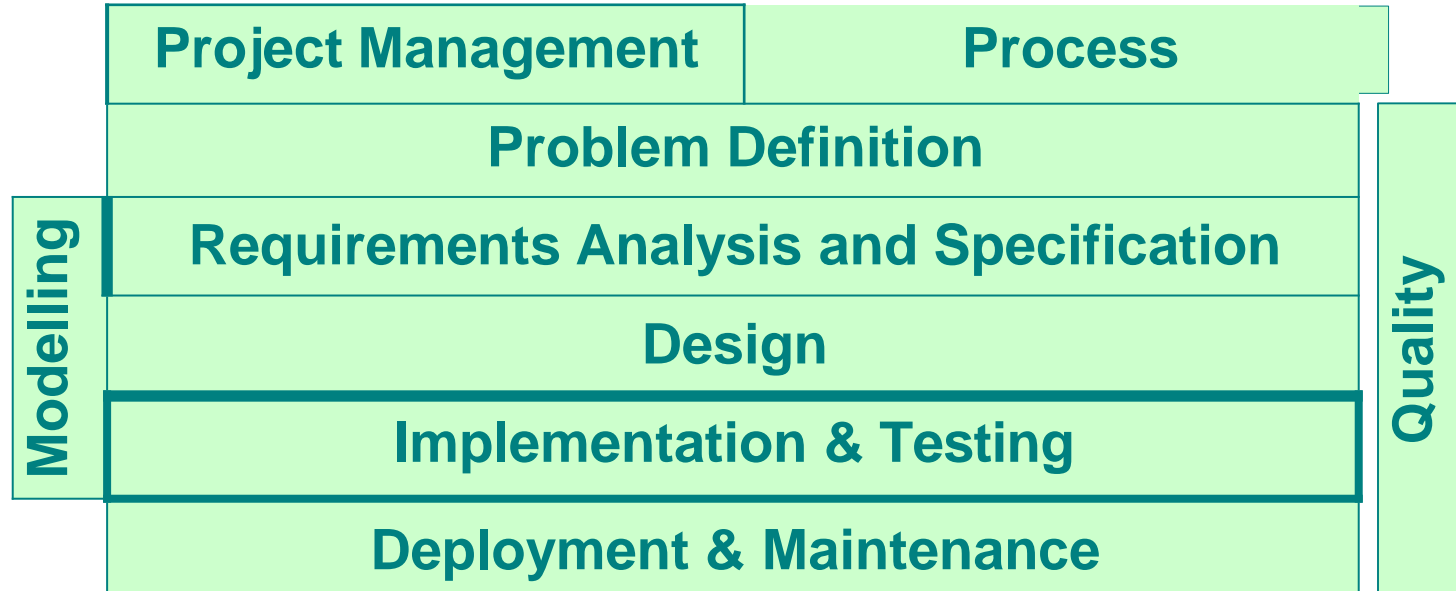 Project Management
Process
Problem Definition
Modelling
Requirements Analysis and Specification
Quality
Design
Implementation & Testing
Deployment & Maintenance